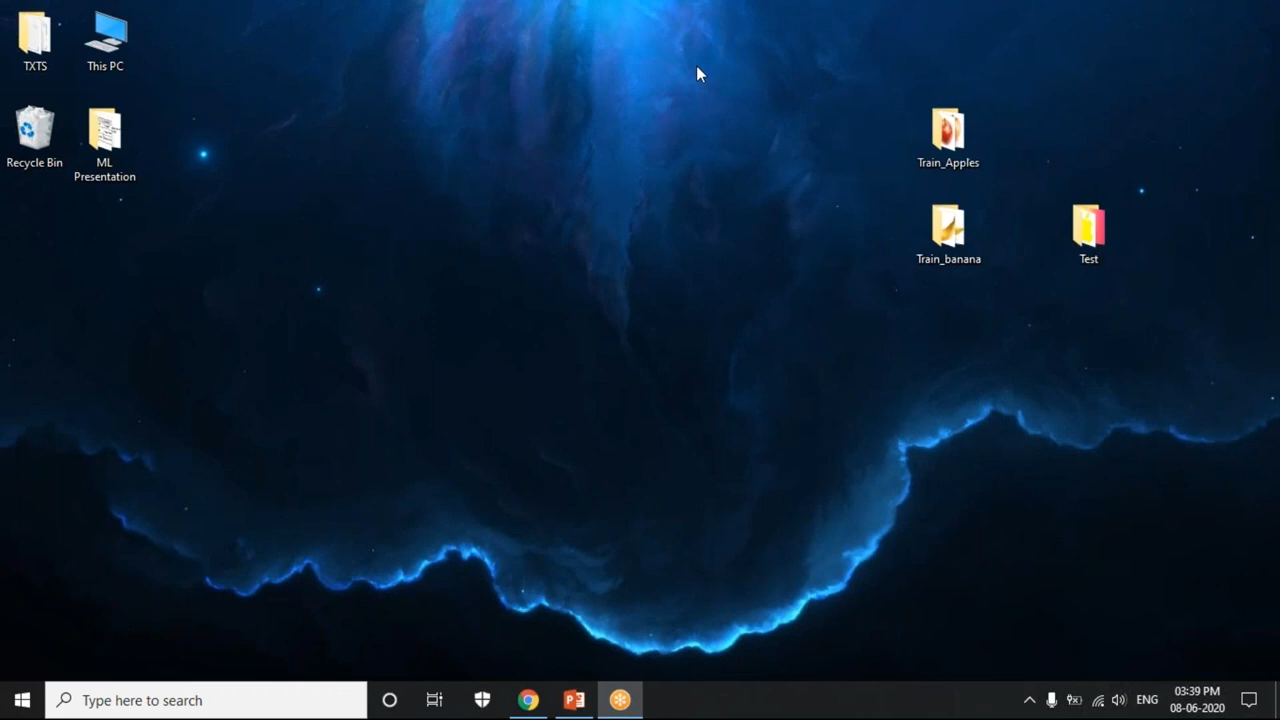 TXTS
This PC
Recycle Bin
ML
Presentation
Train_Apples
Train_banana
Test
Type here to search
ENG
03:39 PM
08-06-2020